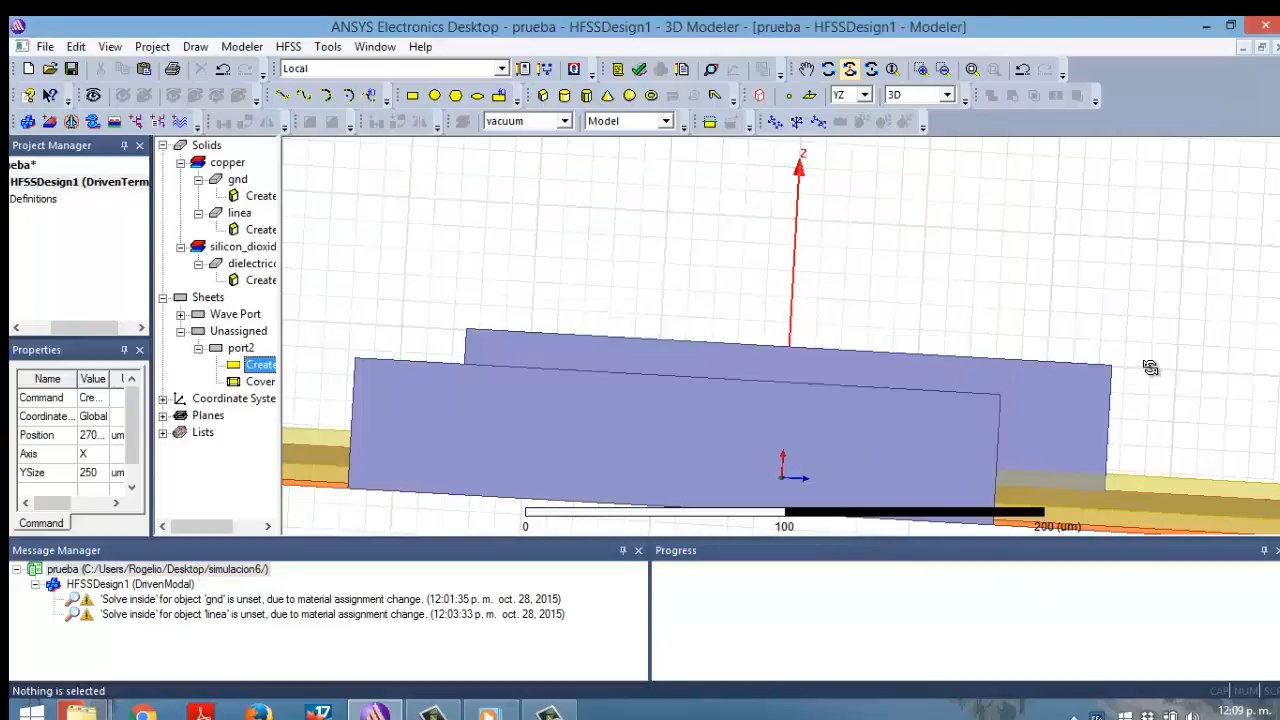 ANSYS Electronics Desktop - prueba - HFSSDesign1 - 3D Modeler - [prueba - HFSSDesign1 - Modeler]
File Edit View Project Draw Modeler HFSS Tools Window Help
Local
YZ 3D
vacuum Model
Project Manager
ueba*
HFSSDesign1 (DrivenTerm
Definitions
Solids
copper
gnd
Create
linea
Create
silicon_dioxid
dielectric
Create
Sheets
Wave Port
Unassigned
port2
Create
Cover
Coordinate Syste
Planes
Lists
Properties
Name Value
Command Cre...
Coordinate... Global
Position 270... um
Axis X
YSize 250 um
Command
Z
0 100 200 (um)
Message Manager
prueba (C:/Users/Rogelio/Desktop/simulacion6/)
HFSSDesign1 (DrivenModal)
'Solve inside' for object 'gnd' is unset, due to material assignment change. (12:01:35 p. m. oct. 28, 2015)
'Solve inside' for object 'linea' is unset, due to material assignment change. (12:03:33 p. m. oct. 28, 2015)
Progress
Nothing is selected
CAP NUM SC
17
12:09 p. m.